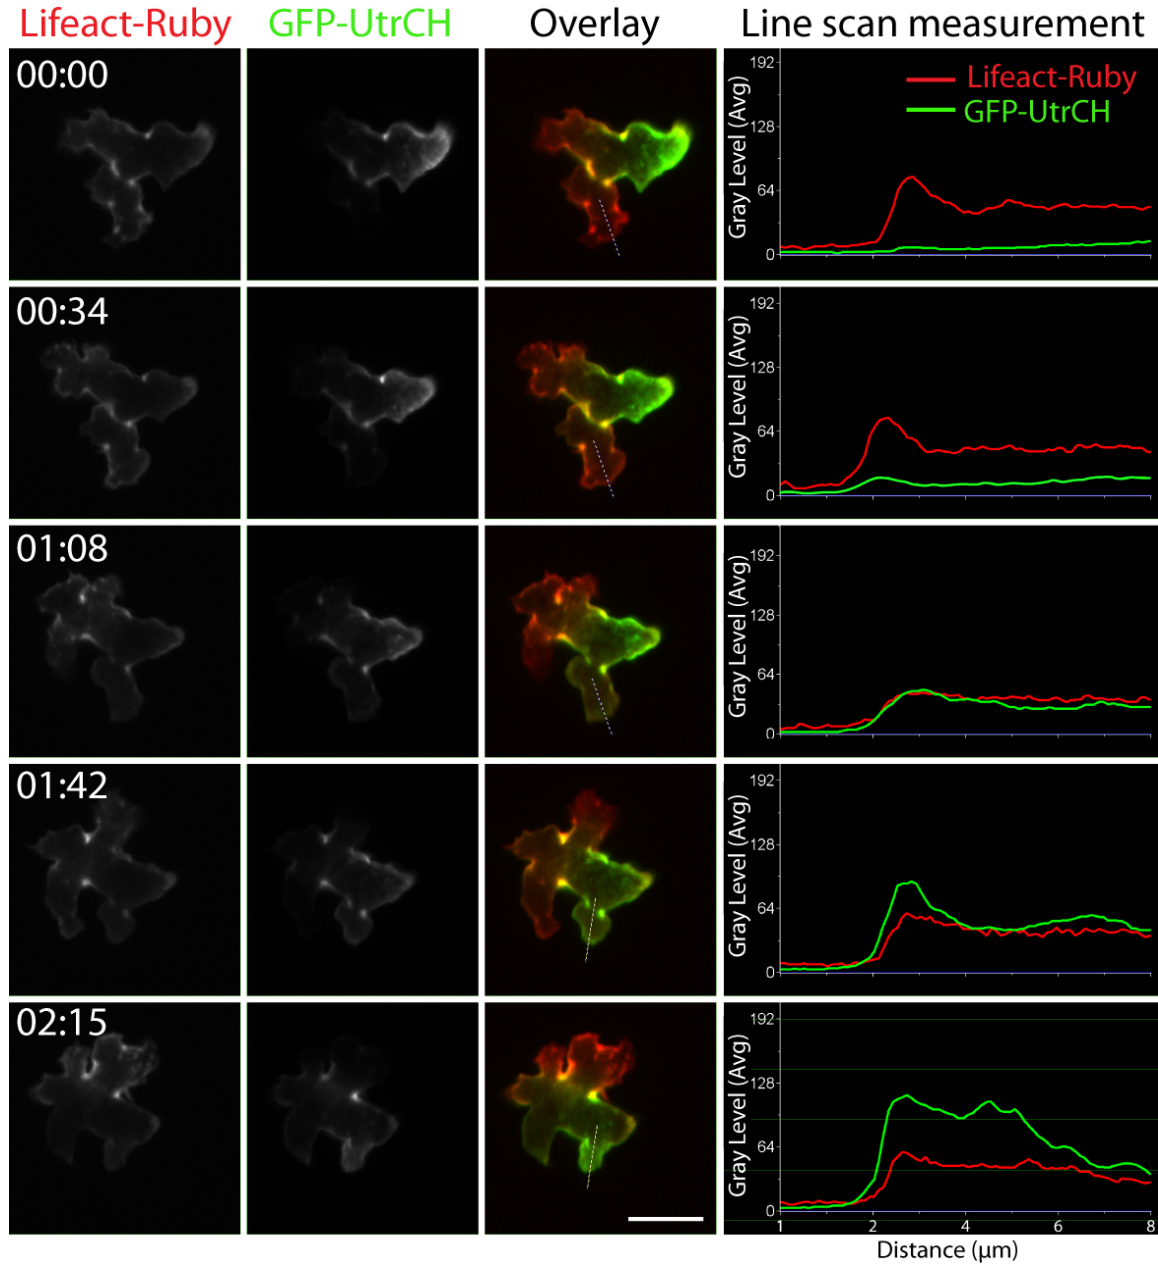 Lifeact-Ruby GFP-UtrCH Overlay Line scan measurement
00:00
Gray Level (Avg)
192
128
64
0
Lifeact-Ruby
GFP-UtrCH
00:34
Gray Level (Avg)
192
128
64
0
01:08
Gray Level (Avg)
192
128
64
0
01:42
Gray Level (Avg)
192
128
64
0
02:15
Gray Level (Avg)
192
128
64
0
1 2 4 6 8
Distance (μm)